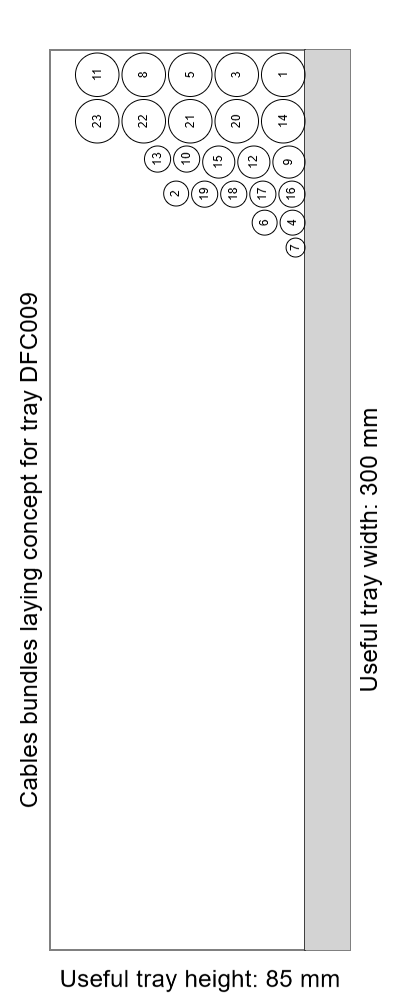 Cables bundles laying concept for tray DFC009
11 8 5 3 1
23 22 21 20 14
13 10 15 12 9
2 19 18 17 16
6 4
7
Useful tray width: 300 mm
Useful tray height: 85 mm